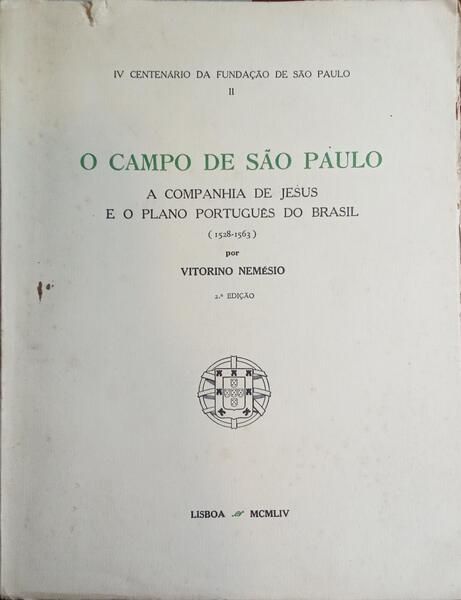 IV CENTENÁRIO DA FUNDAÇÃO DE SÃO PAULO
II
O CAMPO DE SÃO PAULO
A COMPANHIA DE JESUS
E O PLANO PORTUGUÊS DO BRASIL
(1528-1563)
por
VITORINO NEMÉSIO
2.ª EDIÇÃO
LISBOA MCMLIV